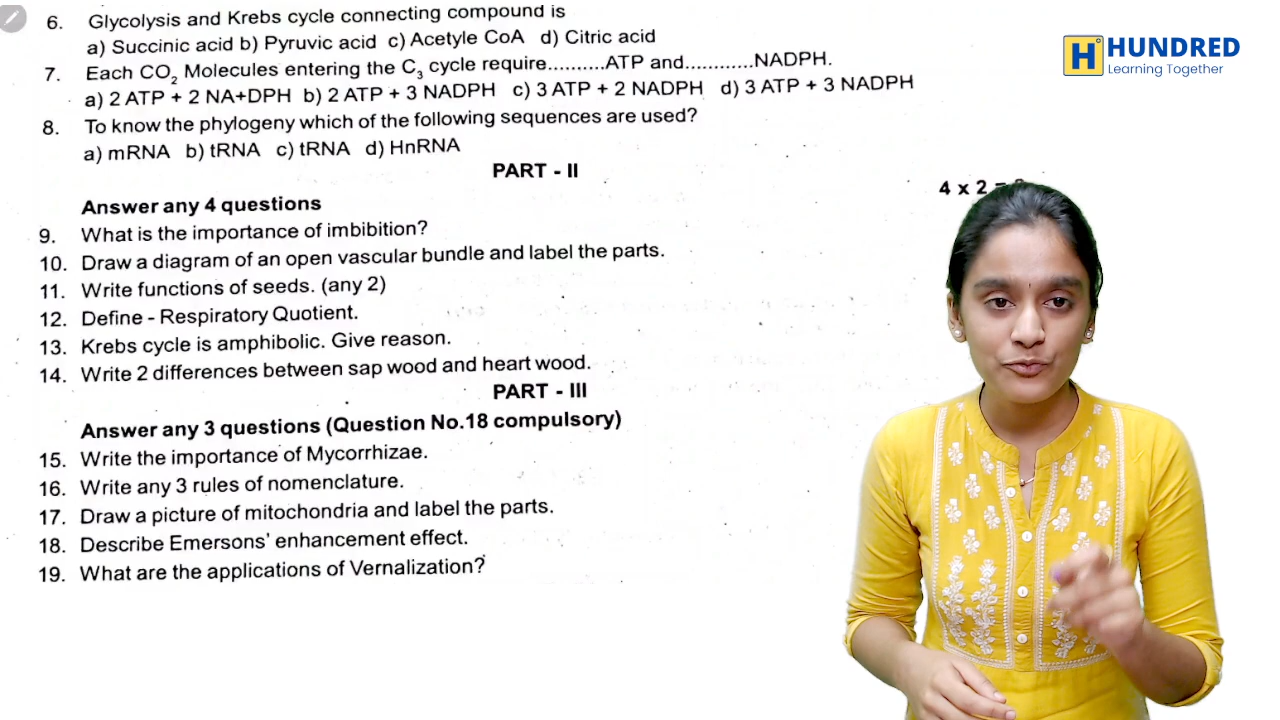 6. Glycolysis and Krebs cycle connecting compound is
a) Succinic acid b) Pyruvic acid c) Acetyle CoA d) Citric acid
7. Each CO₂ Molecules entering the C₃ cycle require..........ATP and............NADPH.
a) 2 ATP + 2 NA+DPH b) 2 ATP + 3 NADPH c) 3 ATP + 2 NADPH d) 3 ATP + 3 NADPH
8. To know the phylogeny which of the following sequences are used?
a) mRNA b) tRNA c) tRNA d) HnRNA
PART - II
Answer any 4 questions 4 x 2 =
9. What is the importance of imbibition?
10. Draw a diagram of an open vascular bundle and label the parts.
11. Write functions of seeds. (any 2)
12. Define - Respiratory Quotient.
13. Krebs cycle is amphibolic. Give reason.
14. Write 2 differences between sap wood and heart wood.
PART - III
Answer any 3 questions (Question No.18 compulsory)
15. Write the importance of Mycorrhizae.
16. Write any 3 rules of nomenclature.
17. Draw a picture of mitochondria and label the parts.
18. Describe Emersons' enhancement effect.
19. What are the applications of Vernalization?
H HUNDRED
Learning Together